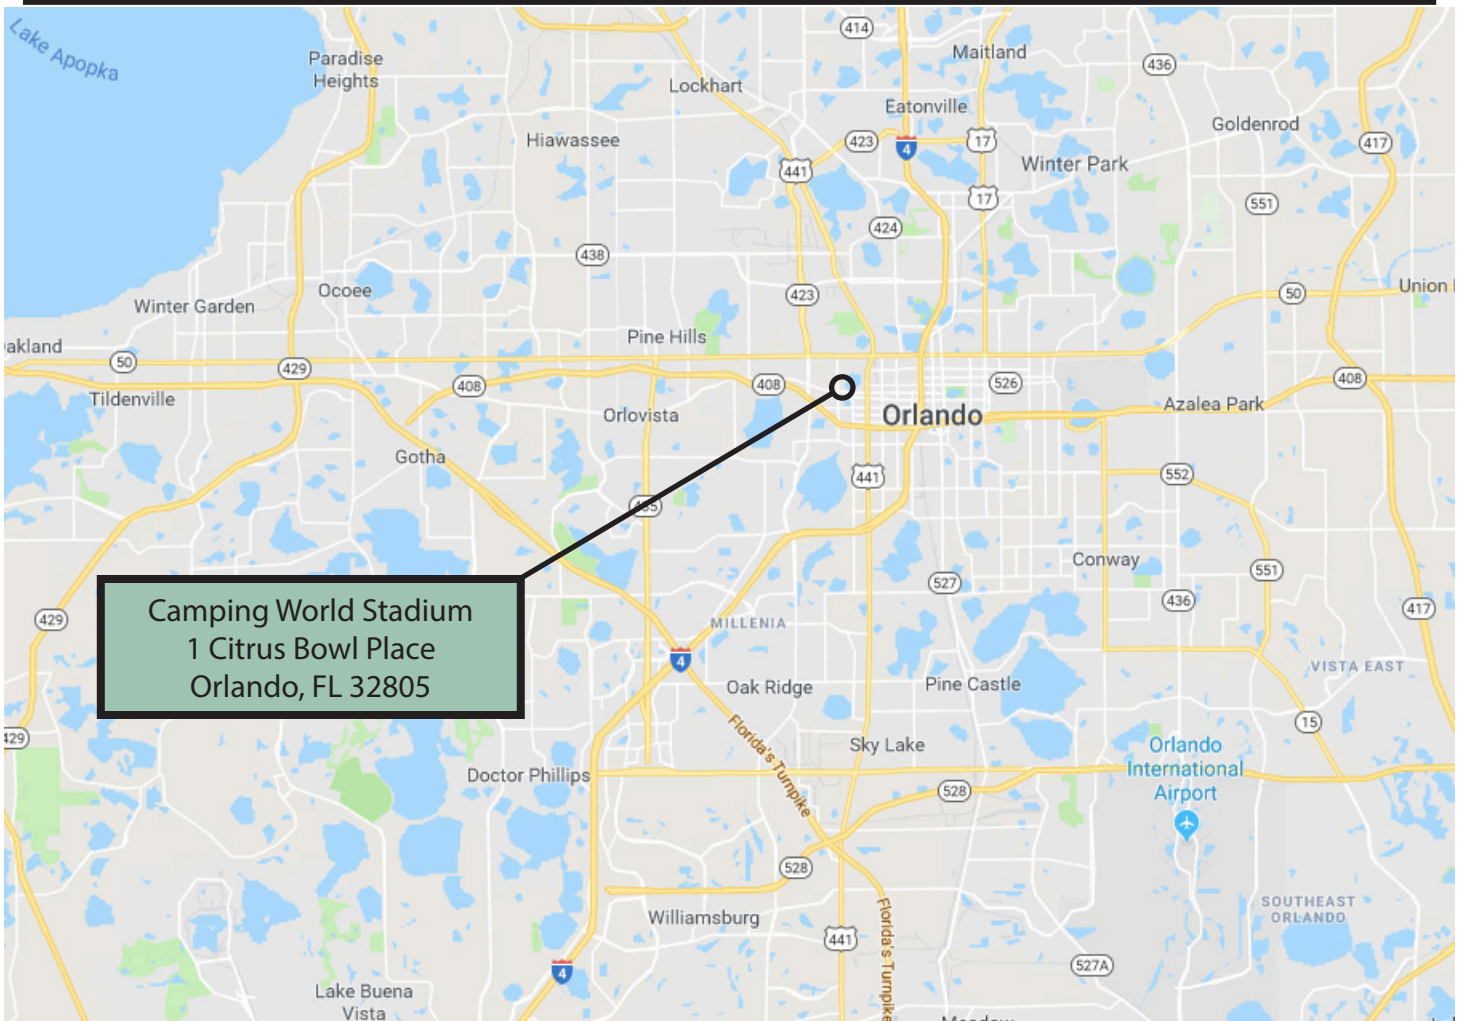 Lake Apopka
Paradise
Heights
Lockhart
414
Maitland
436
Eatonville
Hiawassee
423
4
17
Goldenrod
417
441
Winter Park
17
551
424
438
Ocoee
423
50
Union
Winter Garden
Pine Hills
akland
50
429
408
408
526
408
Tildenville
Orlovista
Orlando
Azalea Park
Gotha
441
552
Conway
527
551
436
429
417
Camping World Stadium
1 Citrus Bowl Place
Orlando, FL 32805
MILLENIA
4
VISTA EAST
Oak Ridge
Pine Castle
15
429
Florida's Turnpike
Sky Lake
Orlando
International
Airport
Doctor Phillips
528
528
Williamsburg
SOUTHEAST
ORLANDO
441
Florida's Turnpike
527A
4
Lake Buena
Vista